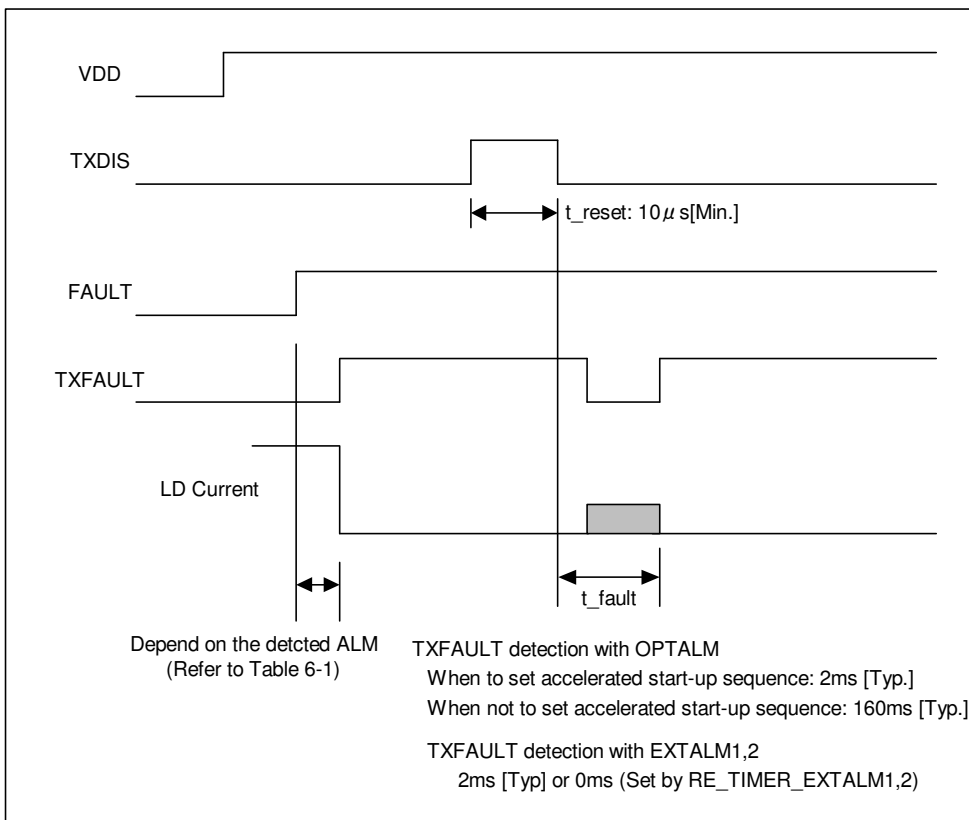 VDD
TXDIS
t_reset: 10μs[Min.]
FAULT
TXFAULT
LD Current
t_fault
Depend on the detcted ALM
(Refer to Table 6-1)
TXFAULT detection with OPTALM
When to set accelerated start-up sequence: 2ms [Typ.]
When not to set accelerated start-up sequence: 160ms [Typ.]
TXFAULT detection with EXTALM1,2
2ms [Typ] or 0ms (Set by RE_TIMER_EXTALM1,2)